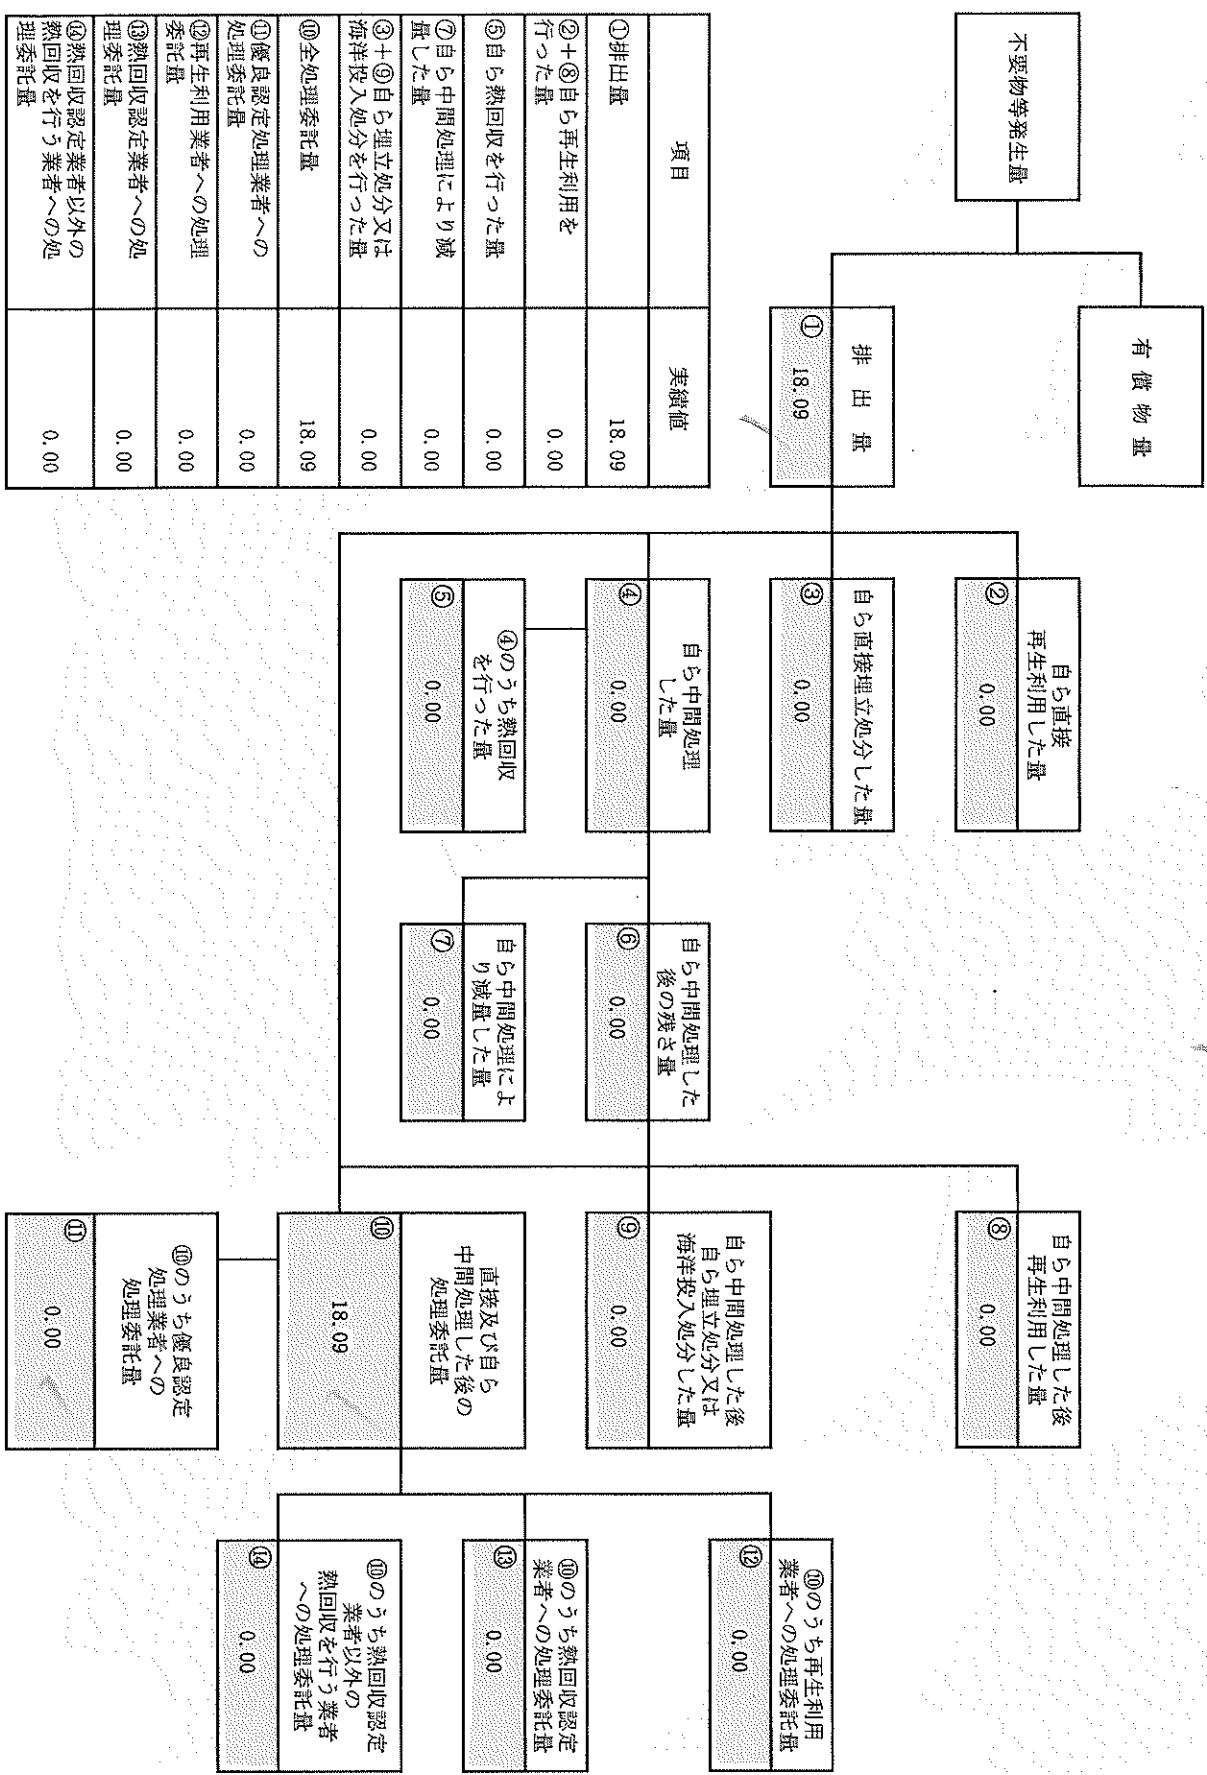 不要物等発生量
有償物量
排出量
① 18.09
自ら直接
再生利用した量
② 0.00
自ら直接埋立処分した量
③ 0.00
自ら中間処理
した量
④ 0.00
④のうち熱回収
を行った量
⑤ 0.00
自ら中間処理した
後の残さ量
⑥ 0.00
自ら中間処理によ
り減量した量
⑦ 0.00
自ら中間処理した後
再生利用した量
⑧ 0.00
自ら中間処理した後
自ら埋立処分又は
海洋投入処分した量
⑨ 0.00
直接及び自ら
中間処理した後の
処理委託量
⑩ 18.09
⑩のうち優良認定
処理業者への
処理委託量
⑪ 0.00
⑩のうち再生利用
業者への処理委託量
⑫ 0.00
⑩のうち熱回収認定
業者への処理委託量
⑬ 0.00
⑩のうち熱回収認定
業者以外の
熱回収を行う業者
への処理委託量
⑭ 0.00
項目 実績値
①排出量 18.09
②+⑧自ら再生利用を
行った量 0.00
⑤自ら熱回収を行った量 0.00
⑦自ら中間処理により減
量した量 0.00
③+⑨自ら埋立処分又は
海洋投入処分を行った量 0.00
⑩全処理委託量 18.09
⑪優良認定処理業者への
処理委託量 0.00
⑫再生利用業者への処理
委託量 0.00
⑬熱回収認定業者への処
理委託量 0.00
⑭熱回収認定業者以外の
熱回収を行う業者への処
理委託量 0.00